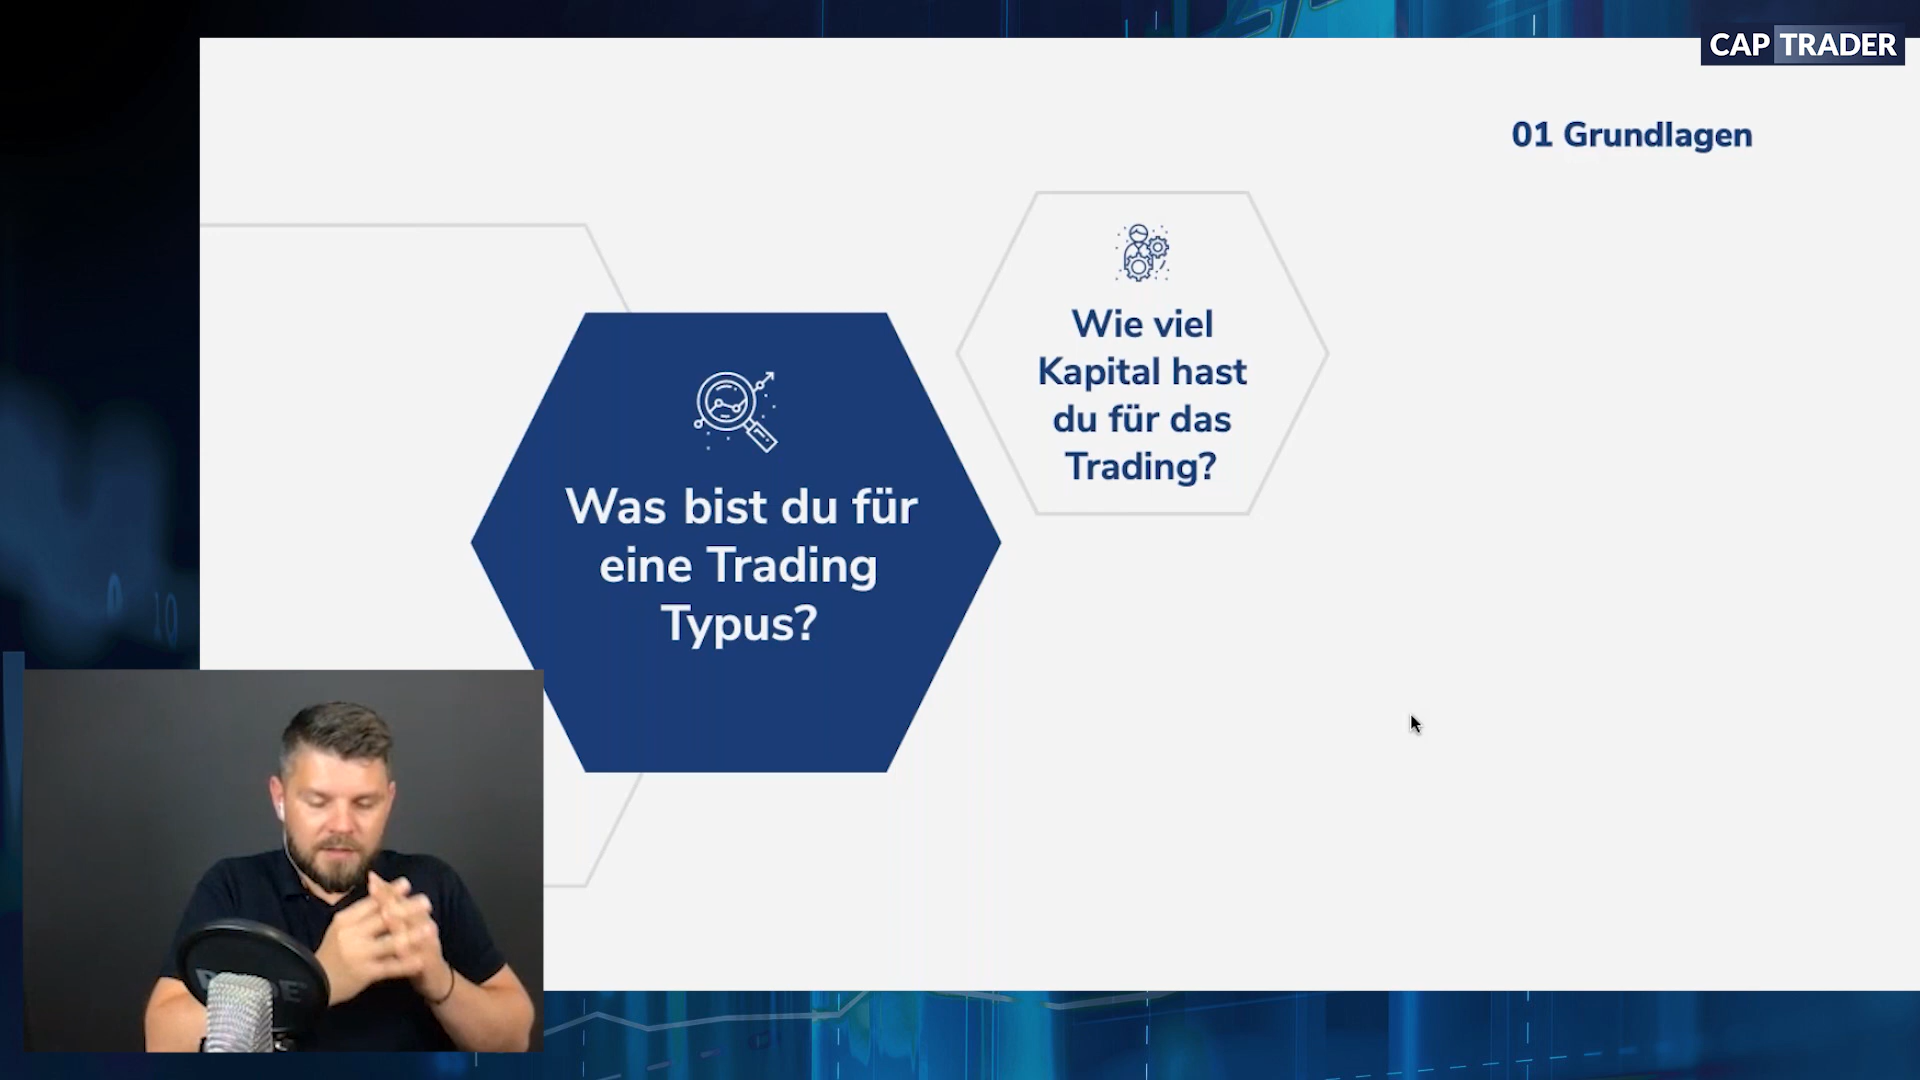 CAP TRADER
01 Grundlagen
Wie viel
Kapital hast
du für das
Trading?
Was bist du für
eine Trading
Typus?